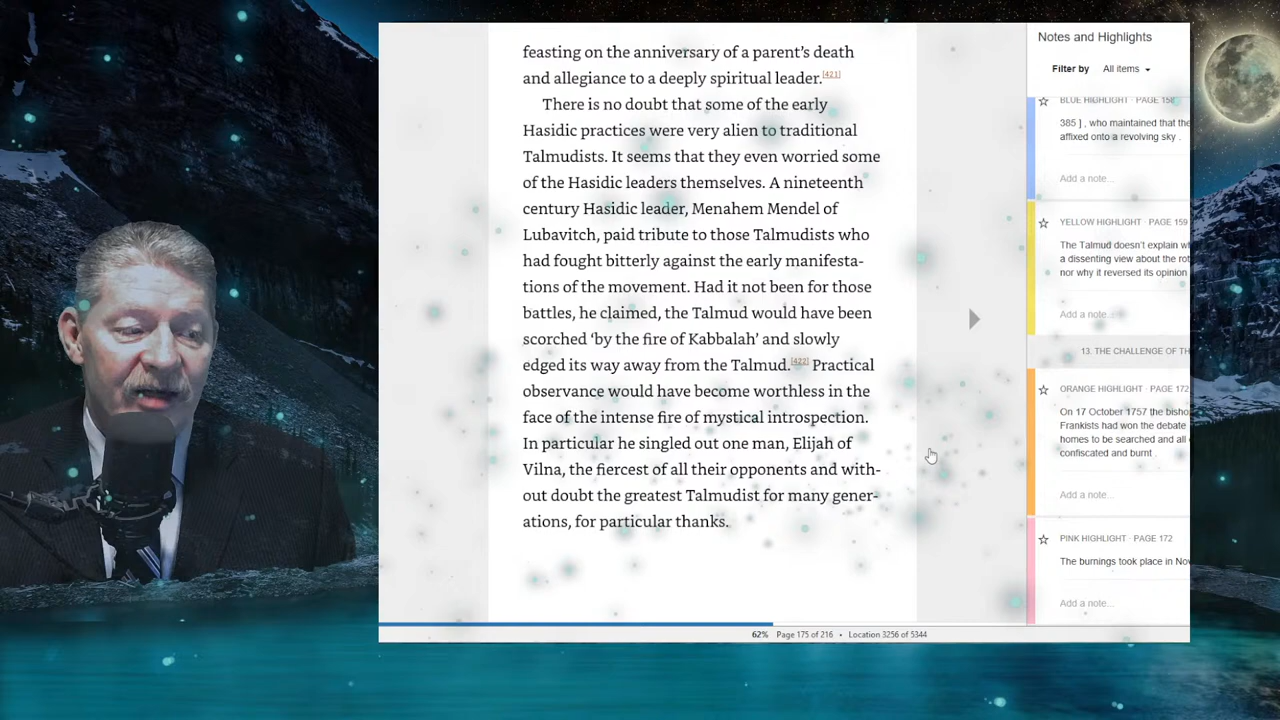 feasting on the anniversary of a parent’s death
and allegiance to a deeply spiritual leader.[421]
There is no doubt that some of the early
Hasidic practices were very alien to traditional
Talmudists. It seems that they even worried some
of the Hasidic leaders themselves. A nineteenth
century Hasidic leader, Menahem Mendel of
Lubavitch, paid tribute to those Talmudists who
had fought bitterly against the early manifesta-
tions of the movement. Had it not been for those
battles, he claimed, the Talmud would have been
scorched ‘by the fire of Kabbalah’ and slowly
edged its way away from the Talmud.[422] Practical
observance would have become worthless in the
face of the intense fire of mystical introspection.
In particular he singled out one man, Elijah of
Vilna, the fiercest of all their opponents and with-
out doubt the greatest Talmudist for many gener-
ations, for particular thanks.
62% Page 175 of 216 • Location 3256 of 5344
Notes and Highlights
Filter by All items
BLUE HIGHLIGHT · PAGE 158
385 ] , who maintained that the
affixed onto a revolving sky .
Add a note...
YELLOW HIGHLIGHT · PAGE 159
The Talmud doesn’t explain
a dissenting view about the
nor why it reversed its opinion
Add a note...
13. THE CHALLENGE OF
ORANGE HIGHLIGHT · PAGE 172
On 17 October 1757 the
Frankists had won the debate
homes to be searched and all
confiscated and burnt .
Add a note...
PINK HIGHLIGHT · PAGE 172
The burnings took place in
Add a note...